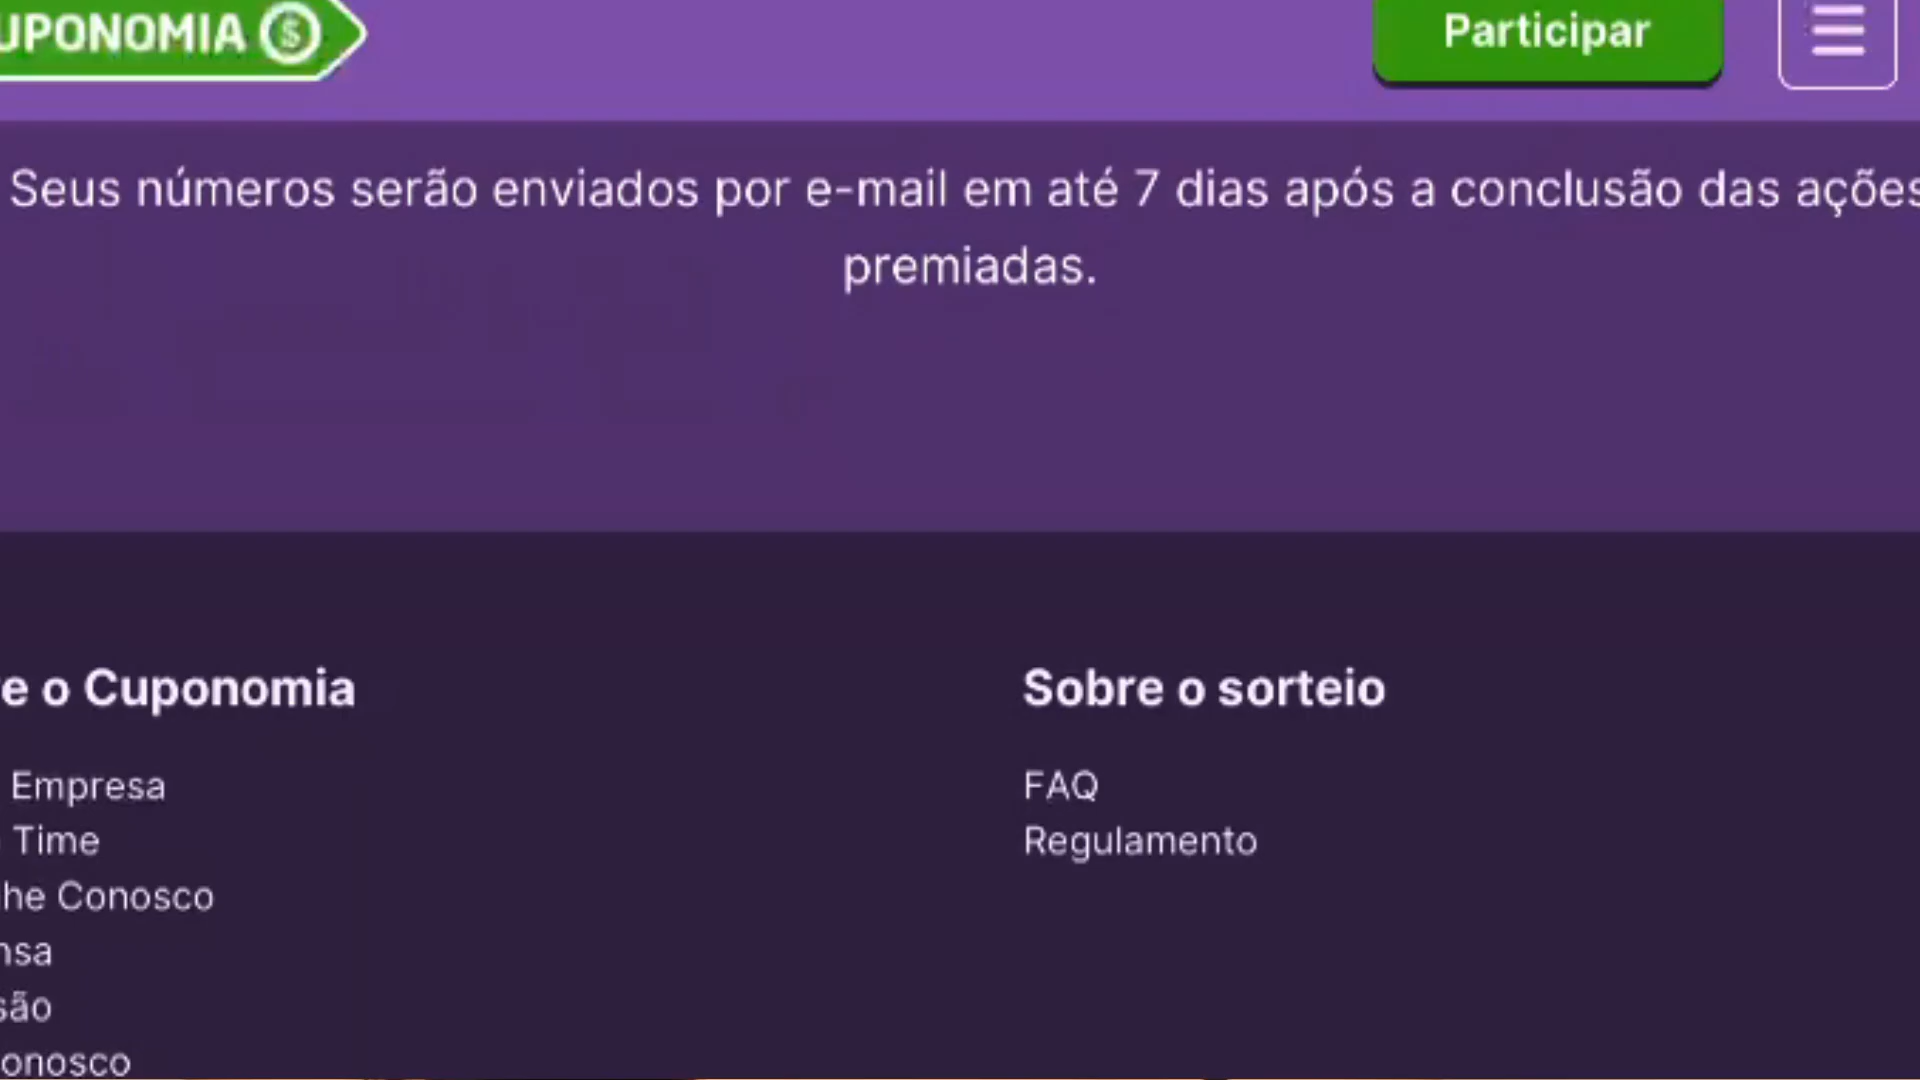 UPONOMIA
Participar
Seus números serão enviados por e-mail em até 7 dias após a conclusão das ações
premiadas.
e o Cuponomia
Sobre o sorteio
Empresa
Time
he Conosco
nsa
são
onosco
FAQ
Regulamento